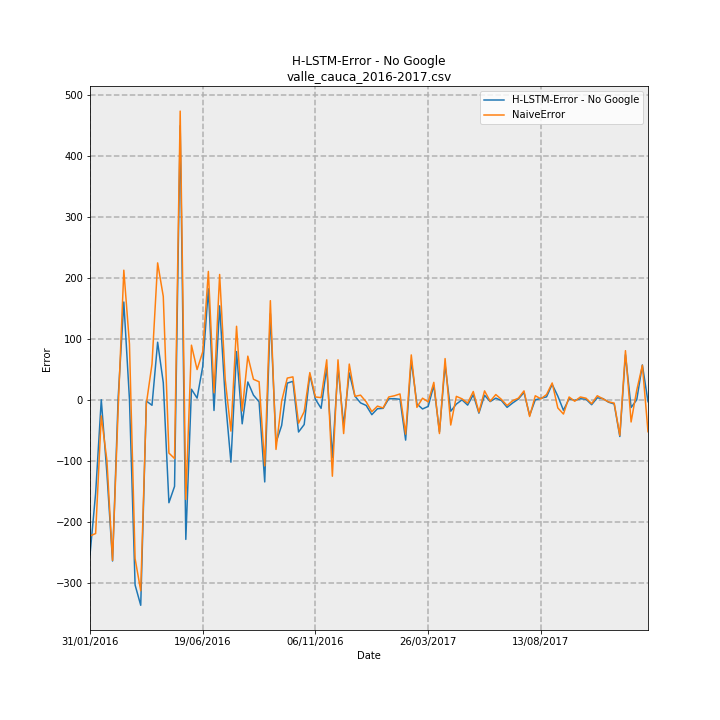 H-LSTM-Error - No Google
valle_cauca_2016-2017.csv
H-LSTM-Error - No Google
NaiveError
500
400
300
200
100
0
−100
−200
−300
Error
31/01/2016
19/06/2016
06/11/2016
26/03/2017
13/08/2017
Date